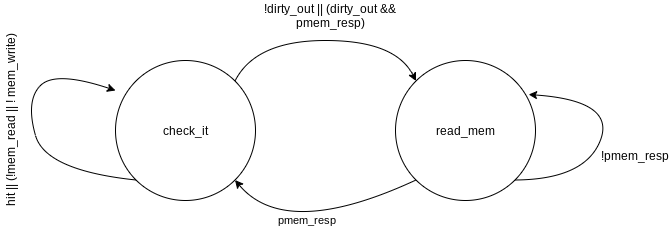 !dirty_out || (dirty_out &&
pmem_resp)
hit || (!mem_read || ! mem_write)
check_it
read_mem
!pmem_resp
pmem_resp